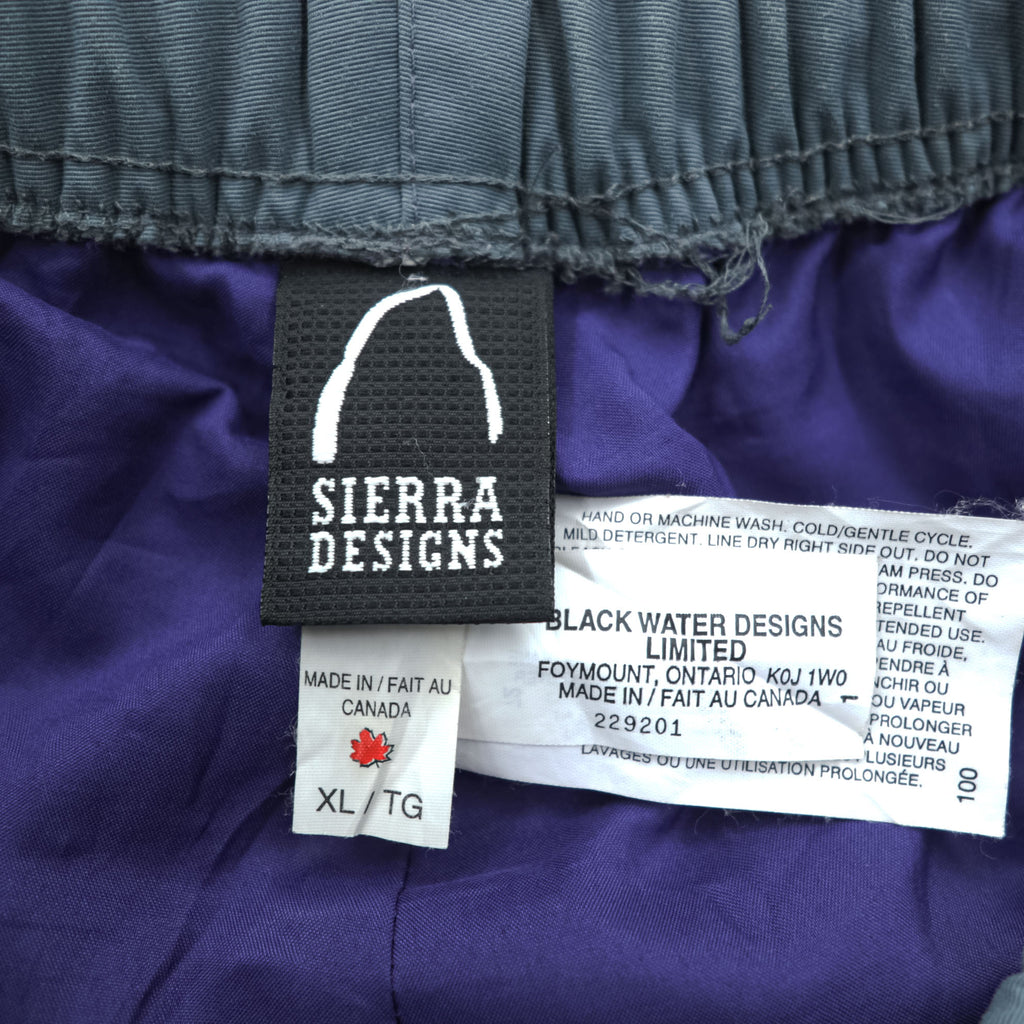 SIERRA
DESIGNS
MADE IN / FAIT AU
CANADA
XL / TG
HAND OR MACHINE WASH. COLD/GENTLE CYCLE.
MILD DETERGENT. LINE DRY RIGHT SIDE OUT. DO NOT
AM PRESS. DO
ORMANCE OF
REPELLENT
TENDED USE.
AU FROIDE,
PENDRE À
NCHIR OU
OU VAPEUR
PROLONGER
À NOUVEAU
PLUSIEURS
LAVAGES OU UNE UTILISATION PROLONGÉE.
100
BLACK WATER DESIGNS
LIMITED
FOYMOUNT, ONTARIO K0J 1W0
MADE IN / FAIT AU CANADA 1
229201